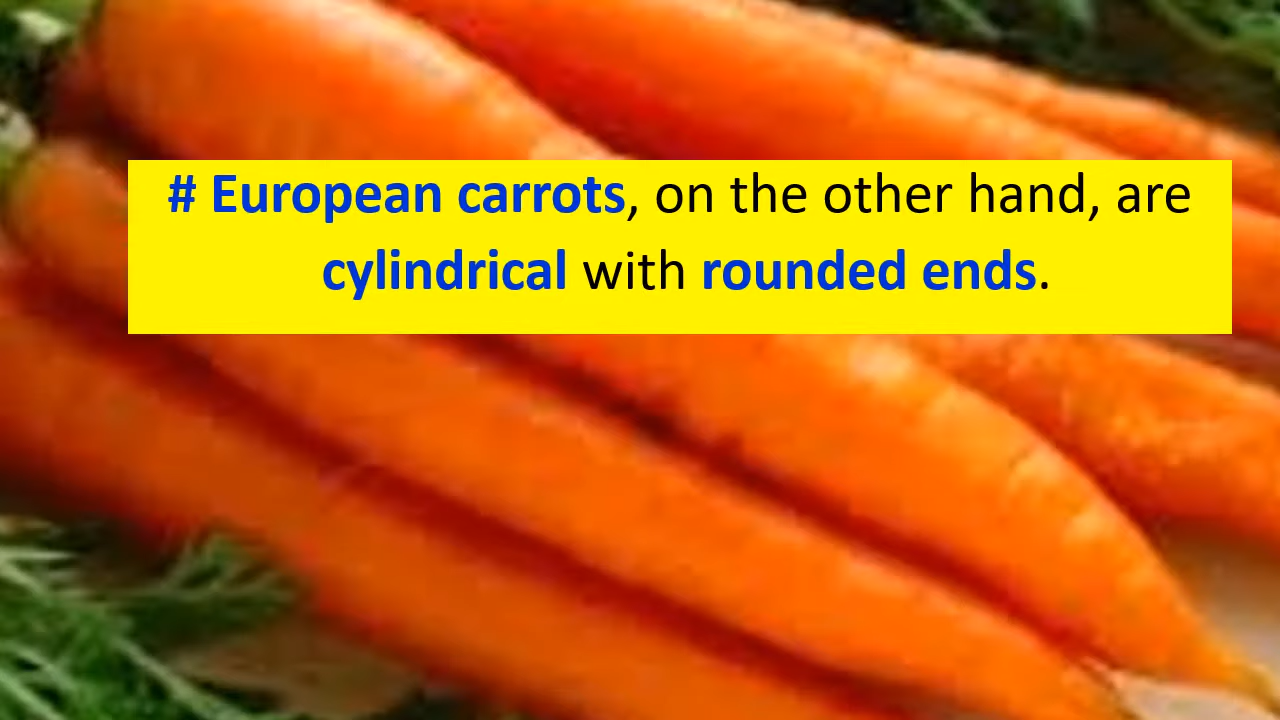 # European carrots, on the other hand, are
cylindrical with rounded ends.